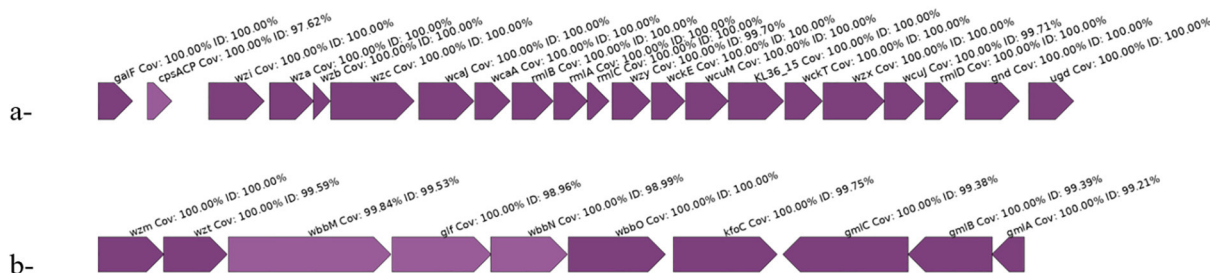 a-
galF Cov: 100.00% ID: 100.00%
cpsACP Cov: 100.00% ID: 97.62%
wzi Cov: 100.00% ID: 100.00%
wza Cov: 100.00% ID: 100.00%
wzb Cov: 100.00% ID: 100.00%
wzc Cov: 100.00% ID: 100.00%
wcaJ Cov: 100.00% ID: 100.00%
wcaA Cov: 100.00% ID: 100.00%
rmlB Cov: 100.00% ID: 100.00%
rmlA Cov: 100.00% ID: 100.00%
rmlC Cov: 100.00% ID: 100.00%
wzy Cov: 100.00% ID: 99.70%
wckE Cov: 100.00% ID: 100.00%
wcuM Cov: 100.00% ID: 100.00%
KL36_15 Cov: 100.00% ID: 100.00%
wckT Cov: 100.00% ID: 100.00%
wzx Cov: 100.00% ID: 100.00%
wcuJ Cov: 100.00% ID: 99.71%
rmlD Cov: 100.00% ID: 100.00%
gnd Cov: 100.00% ID: 100.00%
ugd Cov: 100.00% ID: 100.00%
b-
wzm Cov: 100.00% ID: 100.00%
wzt Cov: 100.00% ID: 99.59%
wbbM Cov: 99.84% ID: 99.53%
glf Cov: 100.00% ID: 98.96%
wbbN Cov: 100.00% ID: 98.99%
wbbO Cov: 100.00% ID: 100.00%
kfoC Cov: 100.00% ID: 99.75%
gmlC Cov: 100.00% ID: 99.38%
gmlB Cov: 100.00% ID: 99.39%
gmlA Cov: 100.00% ID: 99.21%